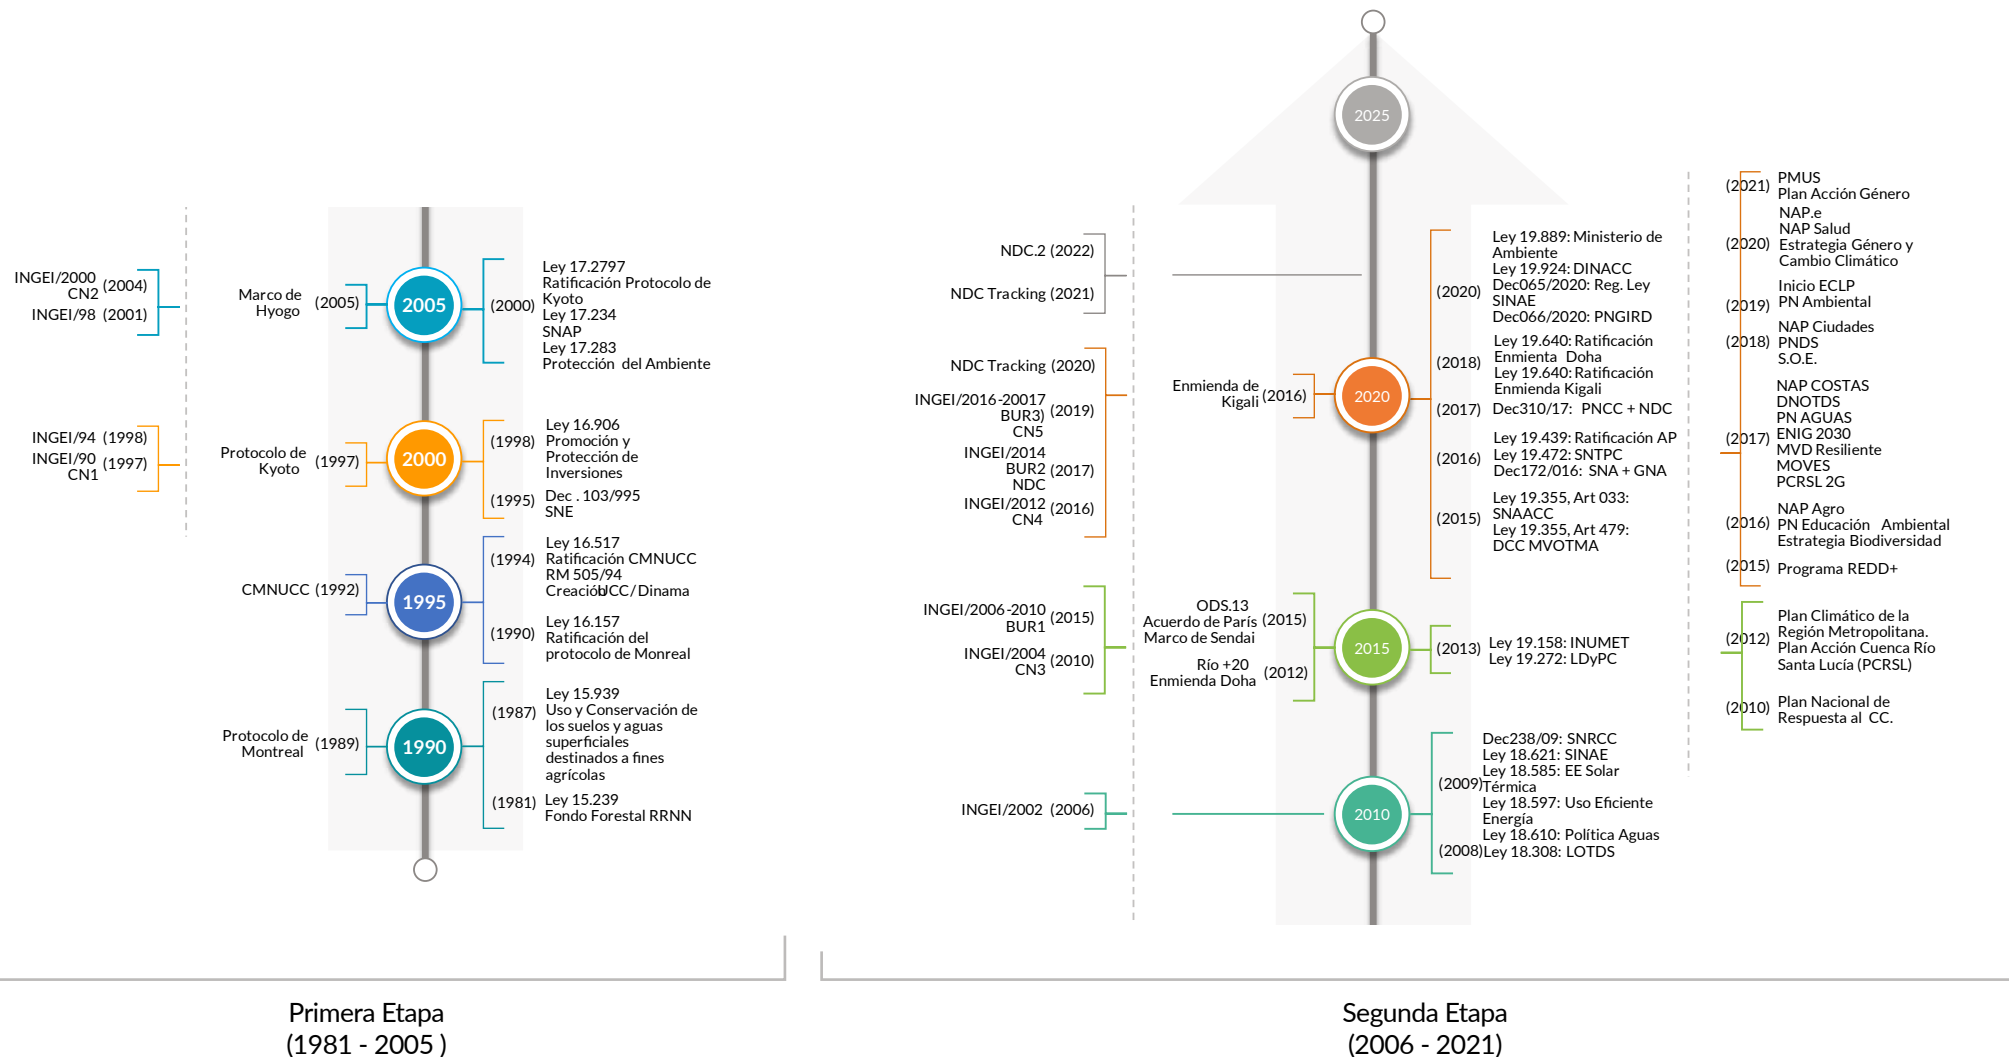 INGEI/2000
CN2
(2004)
INGEI/98 (2001)
INGEI/94 (1998)
INGEI/90
CN1
(1997)
Marco de
Hyogo
(2005)
2005
(2000)
Ley 17.2797
Ratificación Protocolo de
Kyoto
Ley 17.234
SNAP
Ley 17.283
Protección del Ambiente
Protocolo de
Kyoto
(1997)
2000
(1998)
Ley 16.906
Promoción y
Protección de
Inversiones
(1995)
Dec . 103/995
SNE
CMNUCC (1992)
1995
(1994)
Ley 16.517
Ratificación CMNUCC
RM 505/94
Creación UCC/ Dinama
(1990)
Ley 16.157
Ratificación del
protocolo de Monreal
Protocolo de
Montreal
(1989)
1990
(1987)
Ley 15.939
Uso y Conservación de
los suelos y aguas
superficiales
destinados a fines
agrícolas
(1981)
Ley 15.239
Fondo Forestal RRNN
Primera Etapa
(1981 - 2005 )
2025
NDC.2 (2022)
NDC Tracking (2021)
NDC Tracking (2020)
INGEI/2016-20017
BUR3)
CN5
(2019)
INGEI/2014
BUR2
NDC
(2017)
INGEI/2012
CN4
(2016)
INGEI/2006-2010
BUR1
(2015)
INGEI/2004
CN3
(2010)
INGEI/2002 (2006)
Enmienda de
Kigali
(2016)
2020
(2020)
Ley 19.889: Ministerio de
Ambiente
Ley 19.924: DINACC
Dec065/2020: Reg. Ley
SINAE
Dec066/2020: PNGIRD
(2018)
Ley 19.640: Ratificación
Enmienta Doha
Ley 19.640: Ratificación
Enmienda Kigali
(2017)
Dec310/17: PNCC + NDC
(2016)
Ley 19.439: Ratificación AP
Ley 19.472: SNTPC
Dec172/016: SNA + GNA
(2015)
Ley 19.355, Art 033:
SNAACC
Ley 19.355, Art 479:
DCC MVOTMA
ODS.13
Acuerdo de París
Marco de Sendai
(2015)
Río +20
Enmienda Doha
(2012)
2015
(2013)
Ley 19.158: INUMET
Ley 19.272: LDyPC
2010
(2009)
Dec238/09: SNRCC
Ley 18.621: SINAE
Ley 18.585: EE Solar
Térmica
Ley 18.597: Uso Eficiente
Energía
Ley 18.610: Política Aguas
(2008)
Ley 18.308: LOTDS
(2021)
PMUS
Plan Acción Género
(2020)
NAP.e
NAP Salud
Estrategia Género y
Cambio Climático
(2019)
Inicio ECLP
PN Ambiental
(2018)
NAP Ciudades
PNDS
S.O.E.
(2017)
NAP COSTAS
DNOTDS
PN AGUAS
ENIG 2030
MVD Resiliente
MOVES
PCRSL 2G
(2016)
NAP Agro
PN Educación Ambiental
Estrategia Biodiversidad
(2015)
Programa REDD+
(2012)
Plan Climático de la
Región Metropolitana.
Plan Acción Cuenca Río
Santa Lucía (PCRSL)
(2010)
Plan Nacional de
Respuesta al CC.
Segunda Etapa
(2006 - 2021)